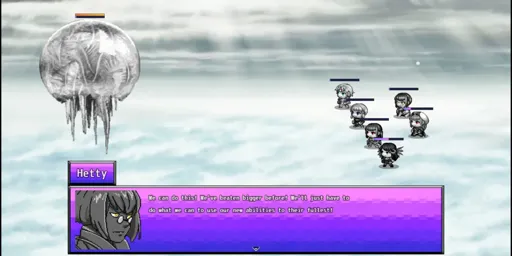 Hetty
We can do this! We've beaten bigger before! We'll just have to
do what we can to use our new abilities to their fullest!